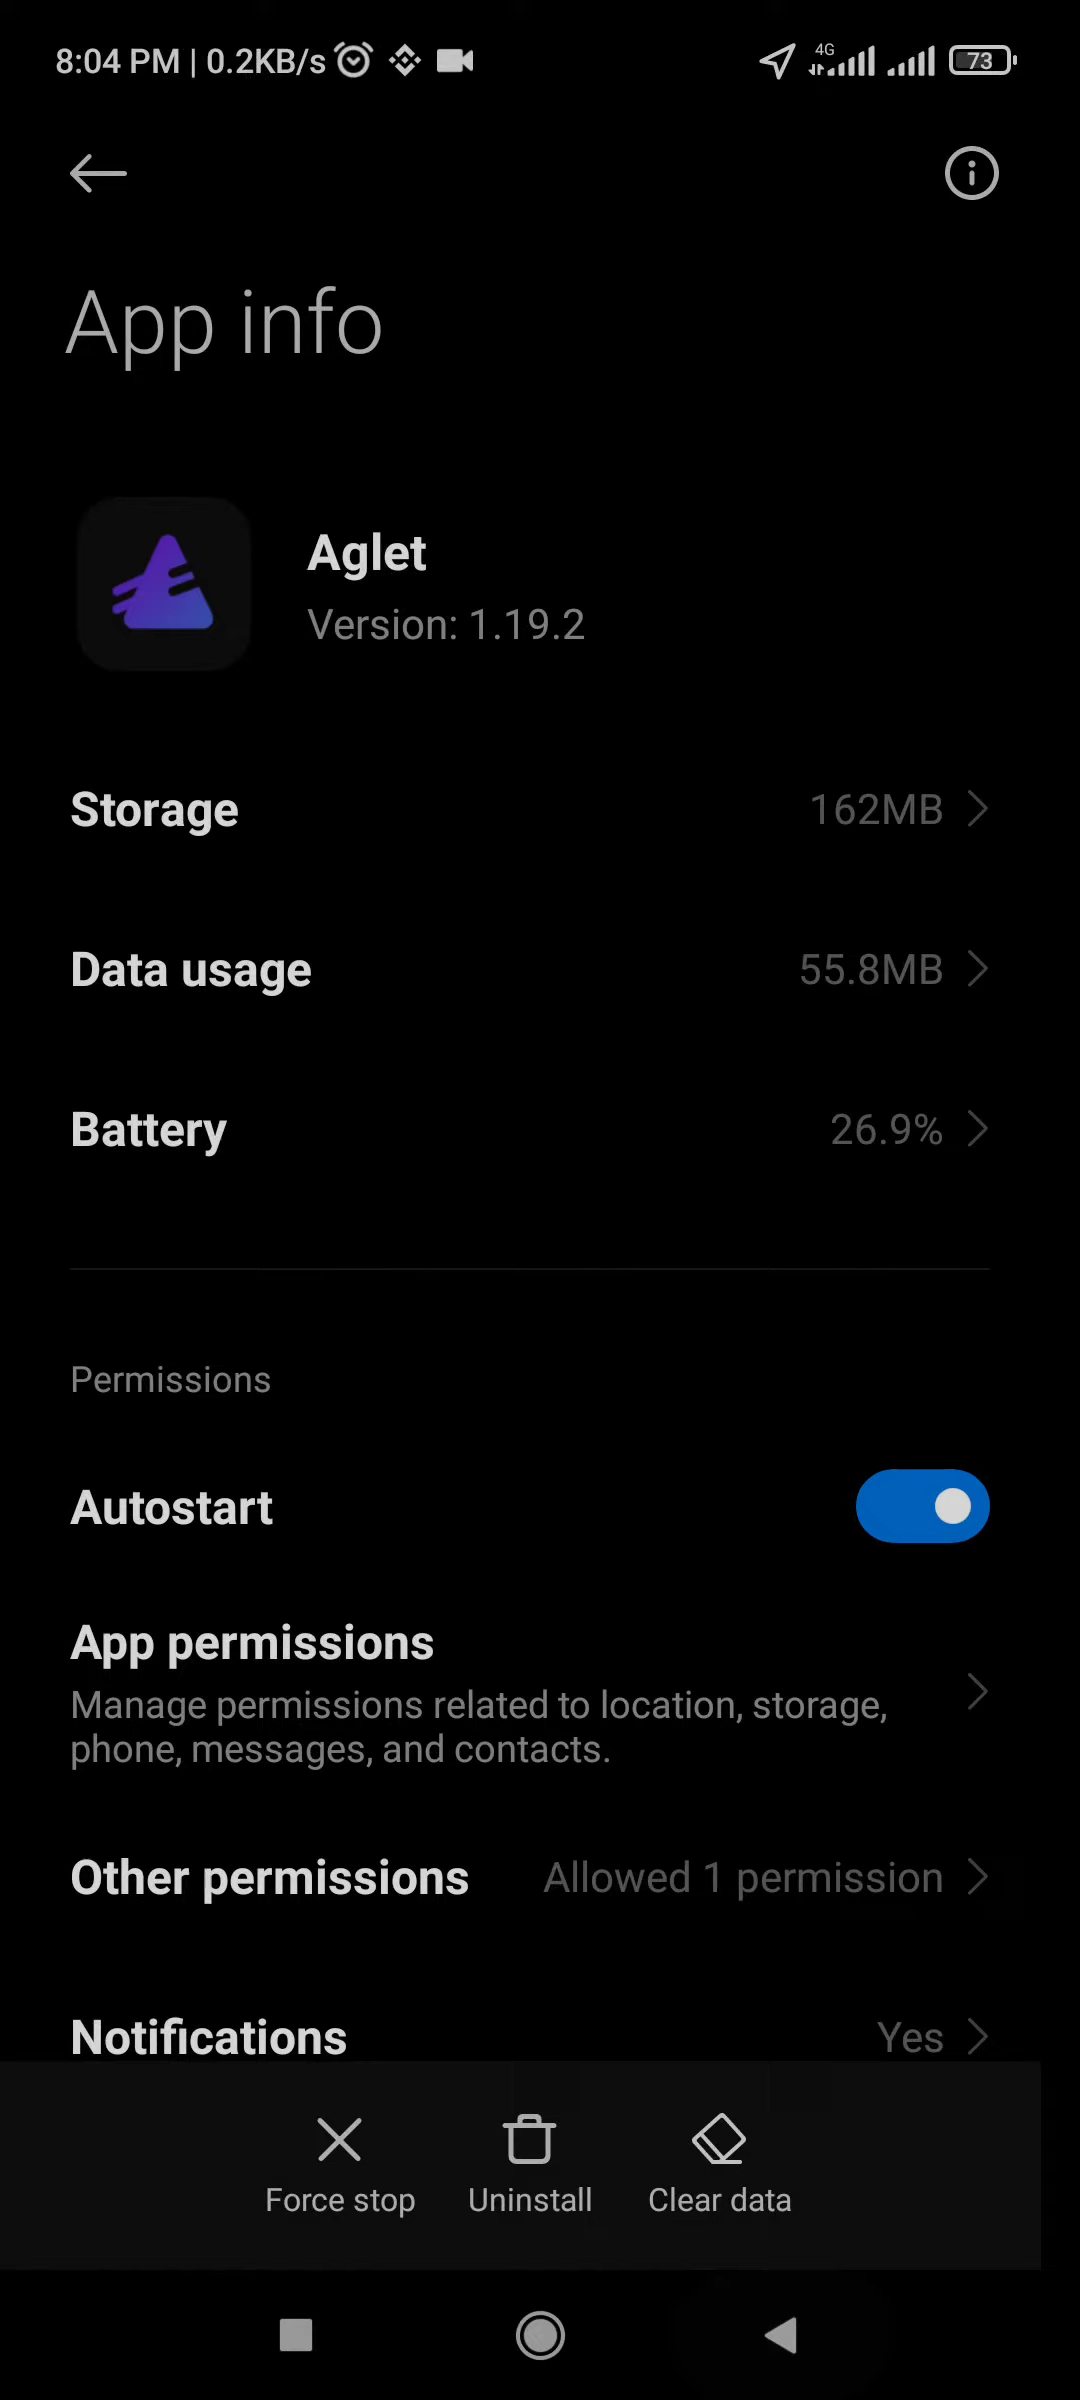 8:04 PM | 0.2KB/s 4G 73
App info
Aglet
Version: 1.19.2
Storage 162MB
Data usage 55.8MB
Battery 26.9%
Permissions
Autostart
App permissions
Manage permissions related to location, storage,
phone, messages, and contacts.
Other permissions Allowed 1 permission
Notifications Yes
Force stop Uninstall Clear data